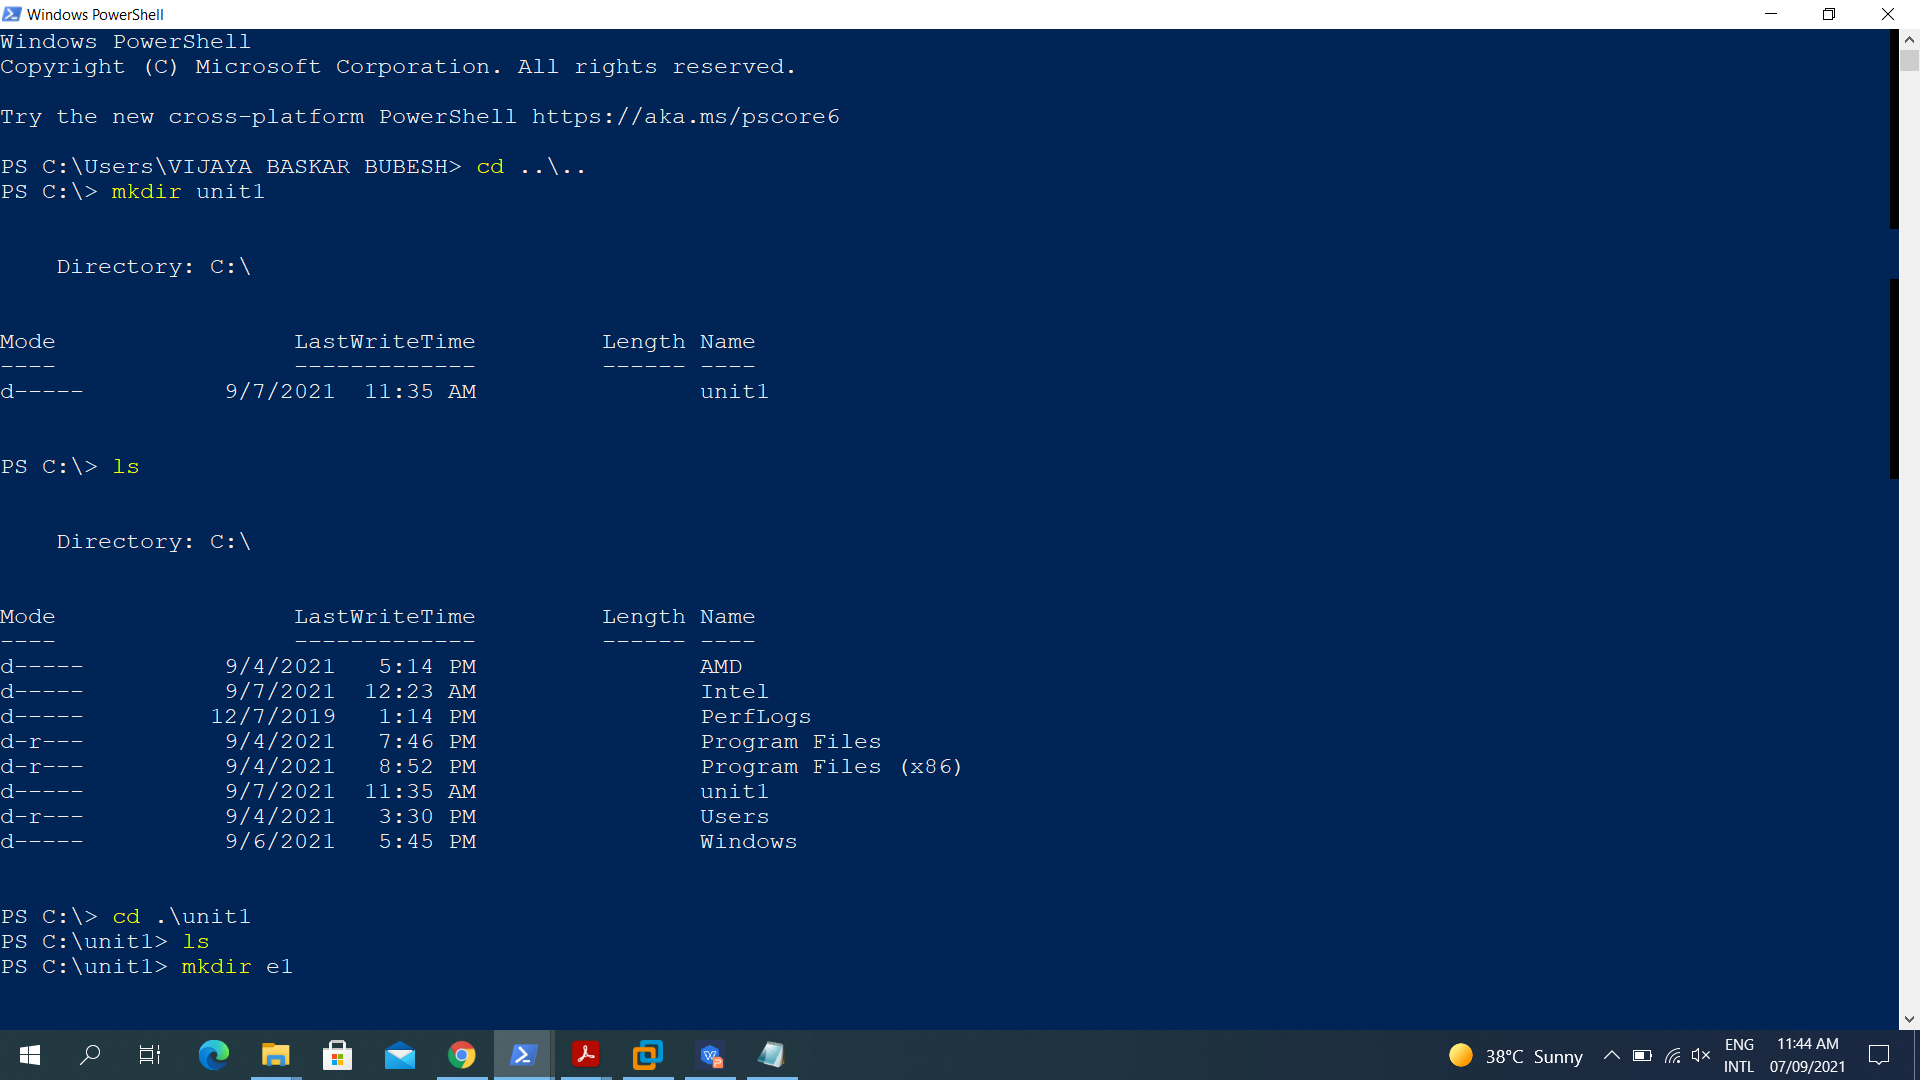 Windows PowerShell
Windows PowerShell
Copyright (C) Microsoft Corporation. All rights reserved.
Try the new cross-platform PowerShell https://aka.ms/pscore6
PS C:\Users\VIJAYA BASKAR BUBESH> cd ..\..
PS C:\> mkdir unit1
Directory: C:\
Mode                 LastWriteTime         Length Name
----                 -------------         ------ ----
d-----          9/7/2021  11:35 AM                unit1
PS C:\> ls
Directory: C:\
Mode                 LastWriteTime         Length Name
----                 -------------         ------ ----
d-----          9/4/2021   5:14 PM                AMD
d-----          9/7/2021  12:23 AM                Intel
d-----         12/7/2019   1:14 PM                PerfLogs
d-r---          9/4/2021   7:46 PM                Program Files
d-r---          9/4/2021   8:52 PM                Program Files (x86)
d-----          9/7/2021  11:35 AM                unit1
d-r---          9/4/2021   3:30 PM                Users
d-----          9/6/2021   5:45 PM                Windows
PS C:\> cd .\unit1
PS C:\unit1> ls
PS C:\unit1> mkdir e1
38°C Sunny
ENG
INTL
11:44 AM
07/09/2021